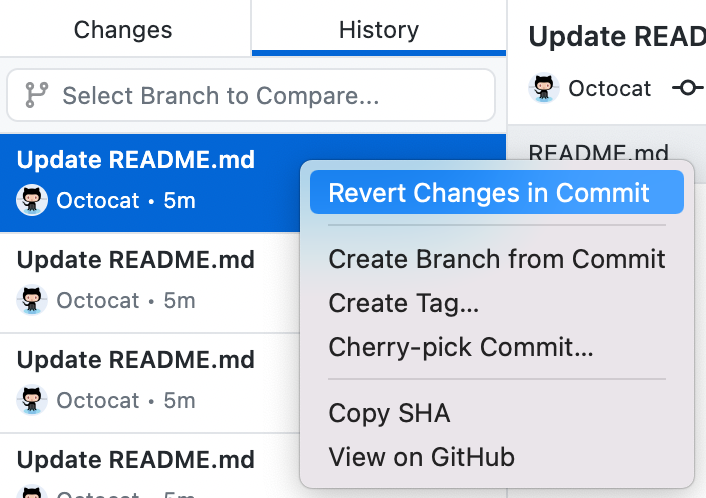 Changes
History
Select Branch to Compare...
Update README.md
Octocat • 5m
Update README.md
Octocat • 5m
Update README.md
Octocat • 5m
Update README.md
Octocat • 5m
Update READ
Octocat
README.md
Revert Changes in Commit
Create Branch from Commit
Create Tag...
Cherry-pick Commit...
Copy SHA
View on GitHub